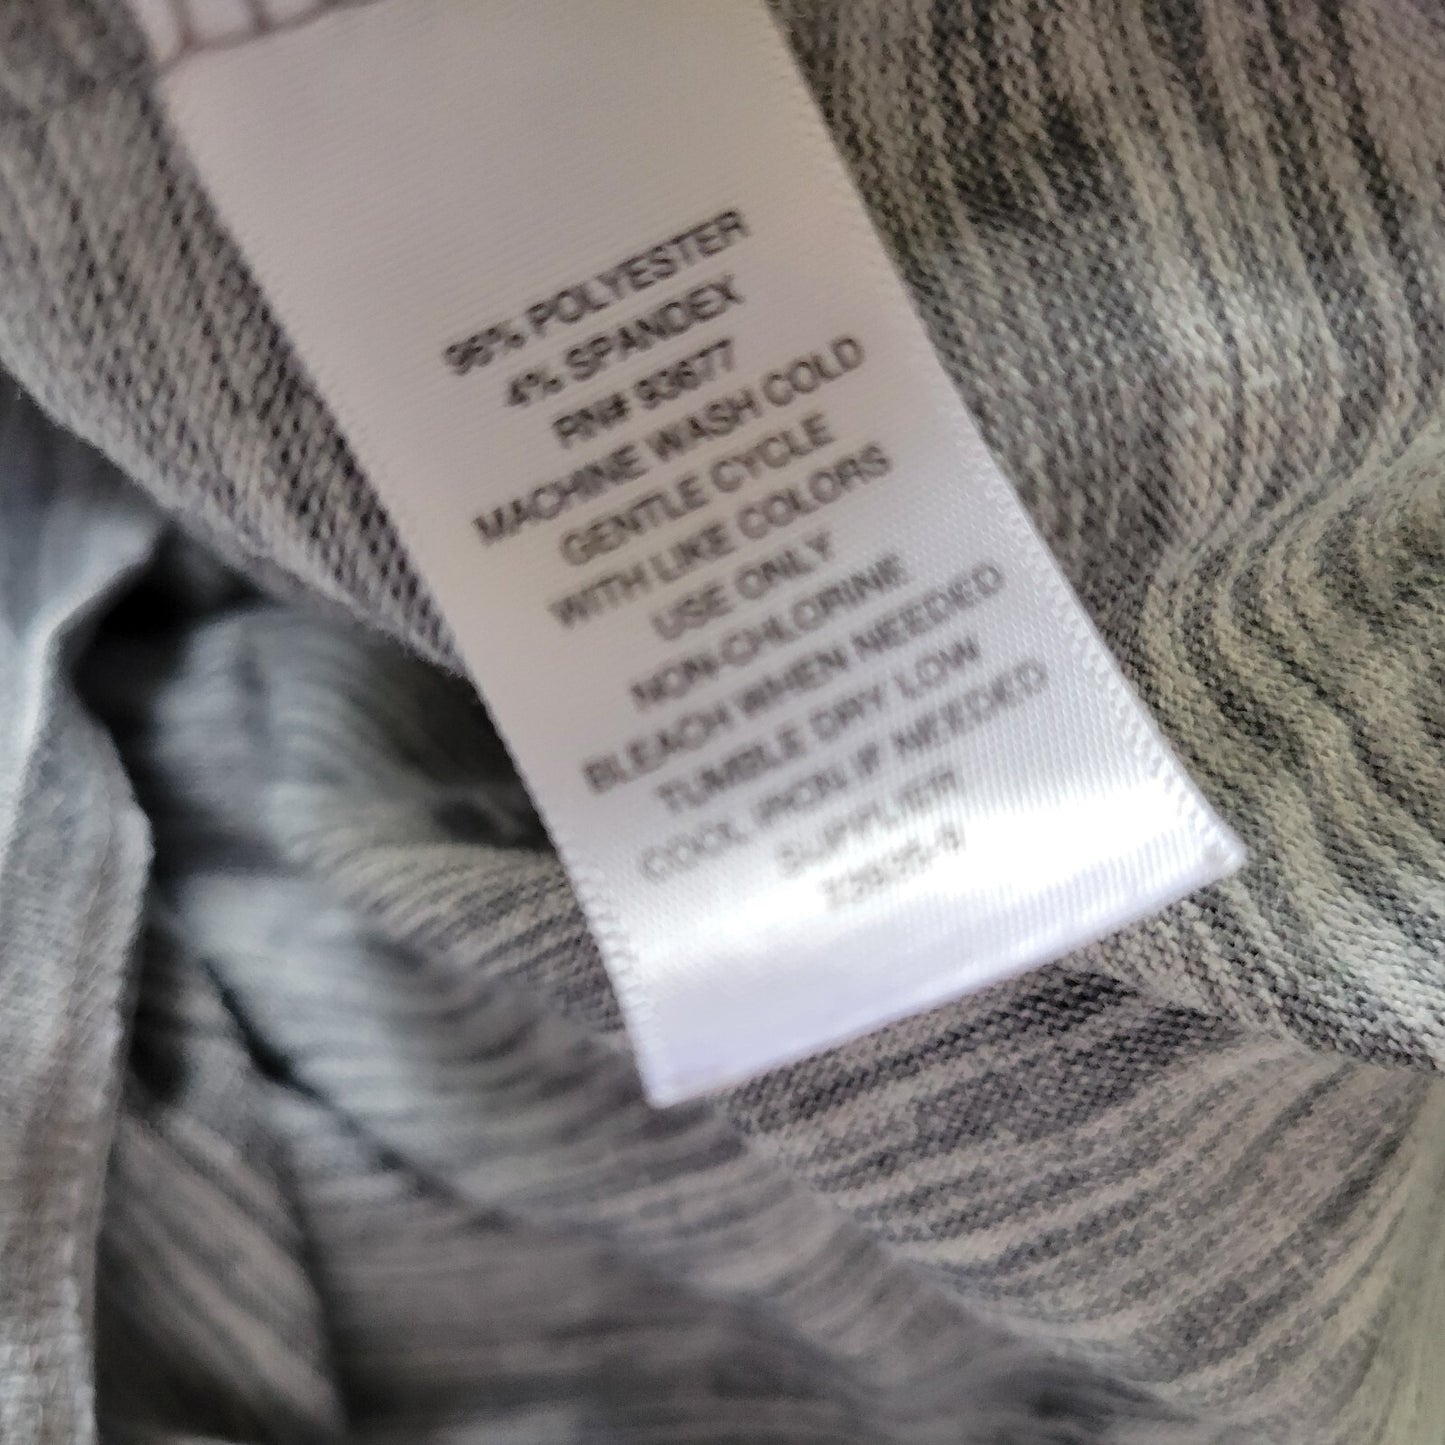 96% POLYESTER
4% SPANDEX
RN# 93677
MACHINE WASH COLD
GENTLE CYCLE
WITH LIKE COLORS
USE ONLY
NON-CHLORINE
BLEACH WHEN NEEDED
TUMBLE DRY LOW
COOL IRON IF NEEDED
SUPPLIER